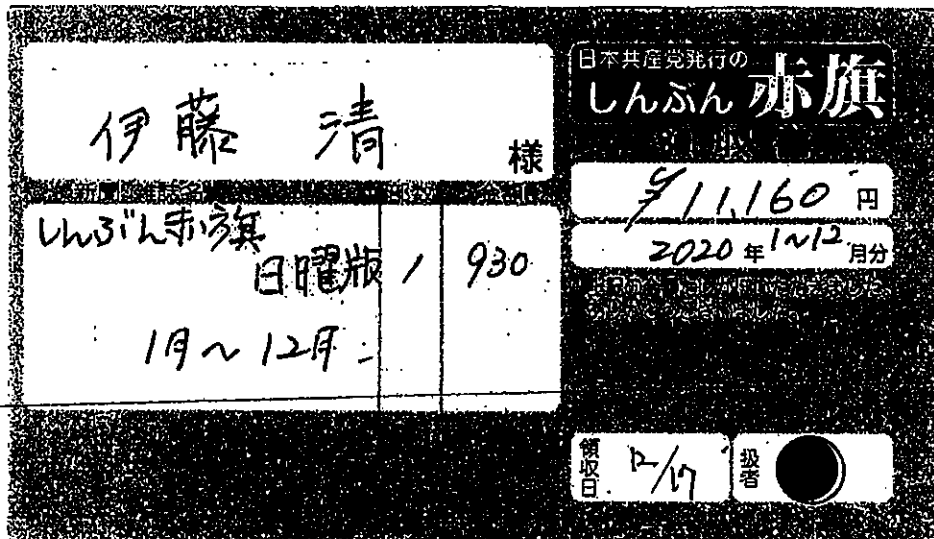 伊藤 清 様
日本共産党発行の
しんぶん 赤旗
¥11,160 円
2020 年 1~12 月分
しんぶん赤旗
日曜版 1 930
1月~12月
領収日 12/17
扱者